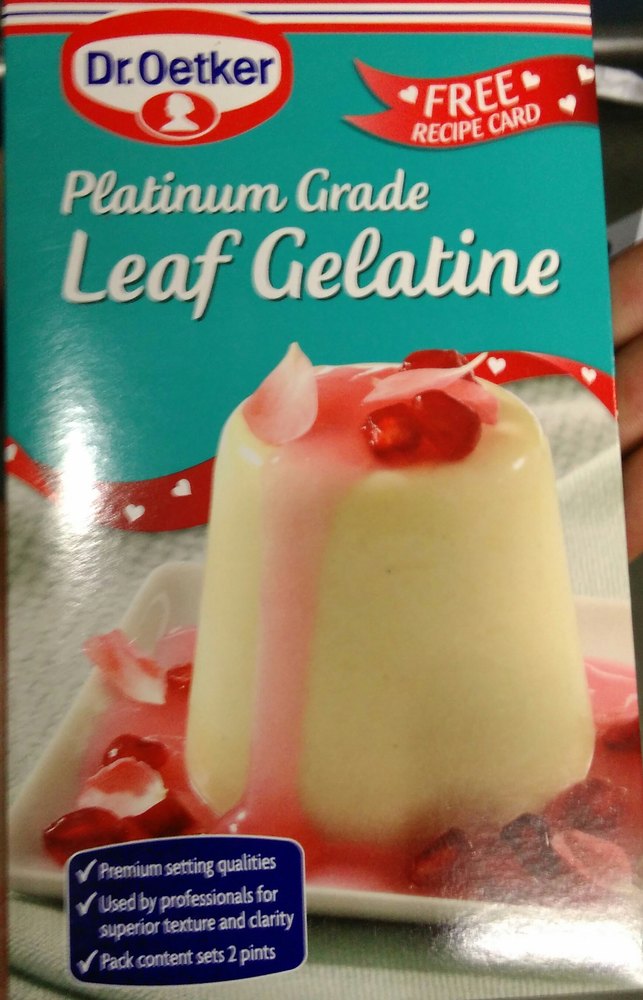 Dr.Oetker
FREE
RECIPE CARD
Platinum Grade
Leaf Gelatine
Premium setting qualities
Used by professionals for
superior texture and clarity
Pack content sets 2 pints